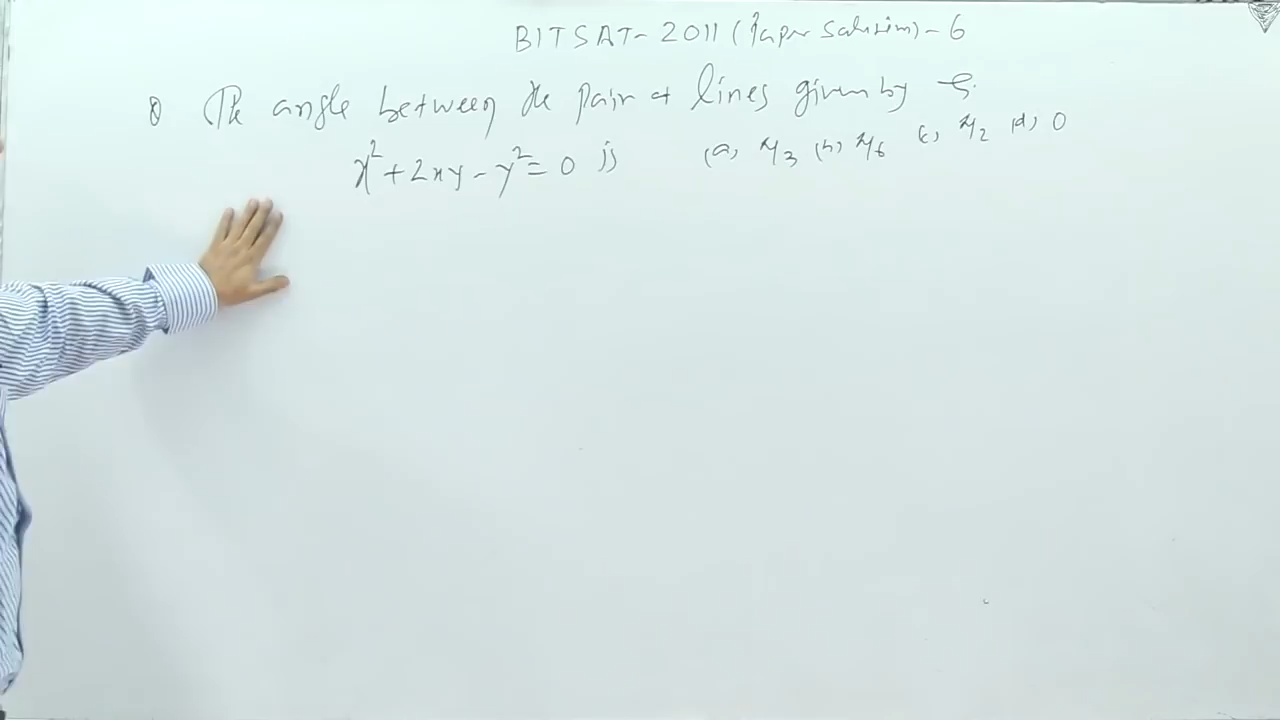 BITSAT-2011 (Paper Solution)-6
Q The angle between the pair of lines given by
x²+2xy-y²=0 is (a) π/3 (b) π/6 (c) π/2 (d) 0